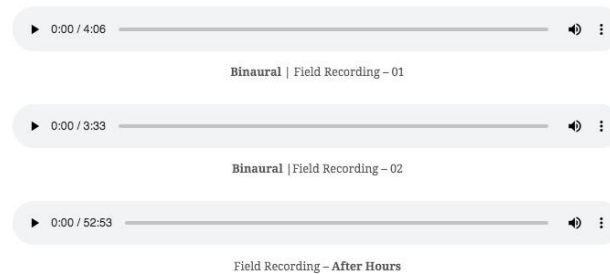 0:00 / 4:06
Binaural | Field Recording – 01
0:00 / 3:33
Binaural |Field Recording – 02
0:00 / 52:53
Field Recording – After Hours